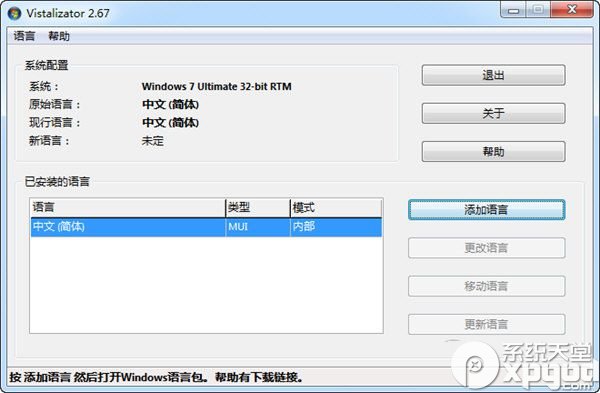 Vistalizator 2.67
语言 帮助
系统配置
系统： Windows 7 Ultimate 32-bit RTM
原始语言： 中文 (简体)
现行语言： 中文 (简体)
新语言： 未定
退出
关于
帮助
已安装的语言
语言 类型 模式
中文 (简体) MUI 内部
添加语言
更改语言
移动语言
更新语言
按 添加语言 然后打开Windows语言包。帮助有下载链接。
系统天堂